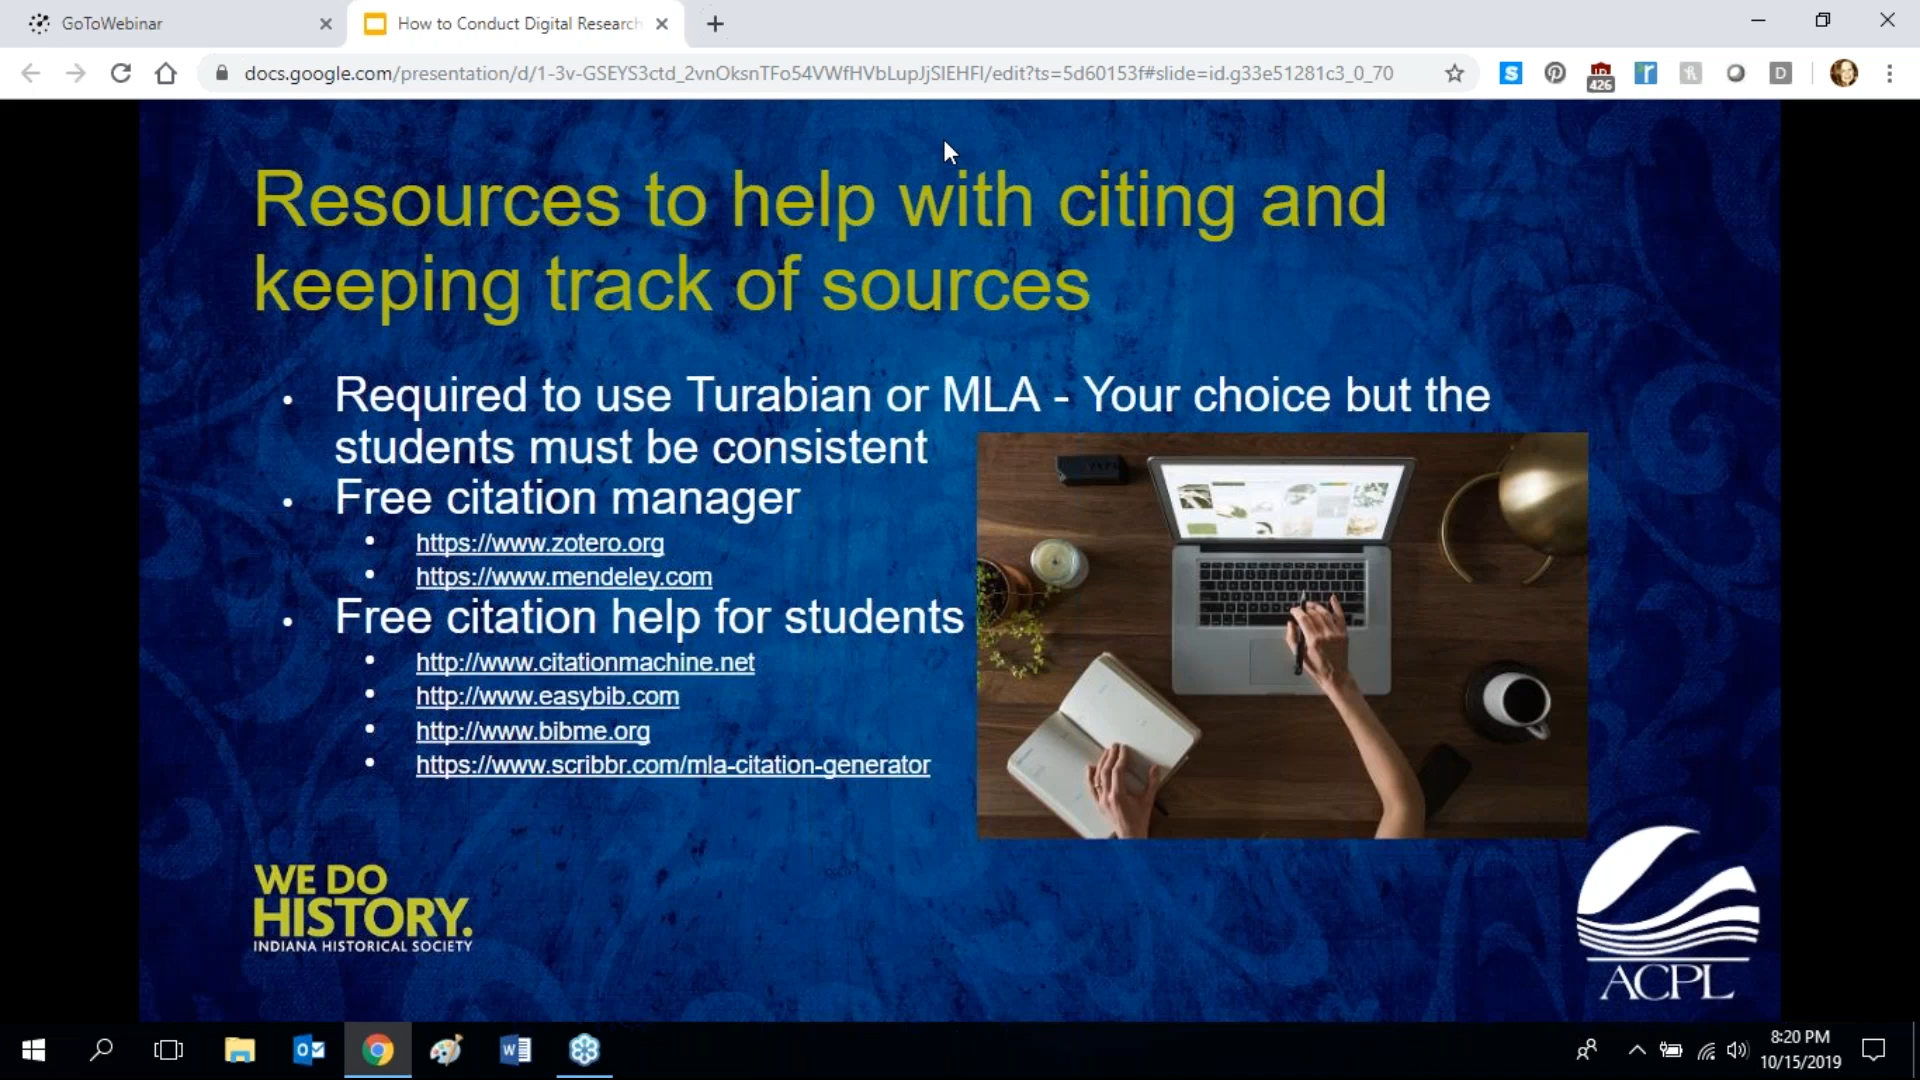 GoToWebinar
How to Conduct Digital Research
docs.google.com/presentation/d/1-3v-GSEYS3ctd_2vnOksnTFo54VWfHVbLupJjSlEHFI/edit?ts=5d60153f#slide=id.g33e51281c3_0_70
426
Resources to help with citing and
keeping track of sources
• Required to use Turabian or MLA - Your choice but the
students must be consistent
• Free citation manager
• https://www.zotero.org
• https://www.mendeley.com
• Free citation help for students
• http://www.citationmachine.net
• http://www.easybib.com
• http://www.bibme.org
• https://www.scribbr.com/mla-citation-generator
WE DO
HISTORY.
INDIANA HISTORICAL SOCIETY
ACPL
8:20 PM
10/15/2019